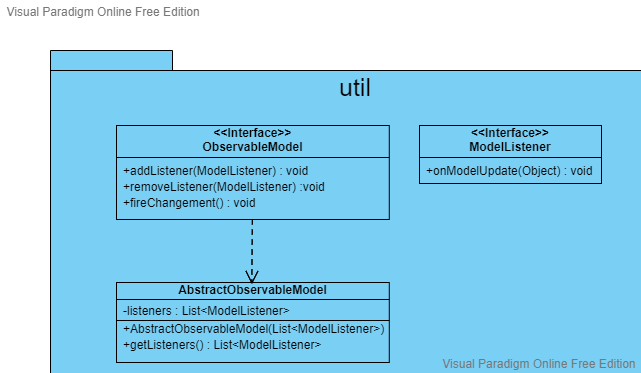 Visual Paradigm Online Free Edition
util
<<Interface>>
ObservableModel
+addListener(ModelListener) : void
+removeListener(ModelListener) :void
+fireChangement() : void
<<Interface>>
ModelListener
+onModelUpdate(Object) : void
AbstractObservableModel
-listeners : List<ModelListener>
+AbstractObservableModel(List<ModelListener>)
+getListeners() : List<ModelListener>
Visual Paradigm Online Free Edition